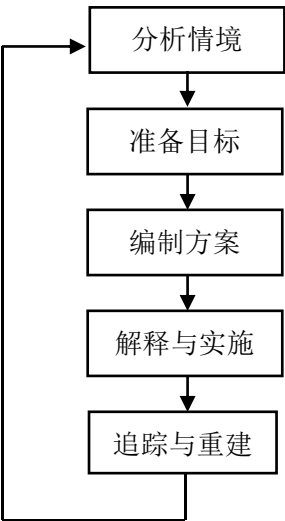 分析情境
准备目标
编制方案
解释与实施
追踪与重建